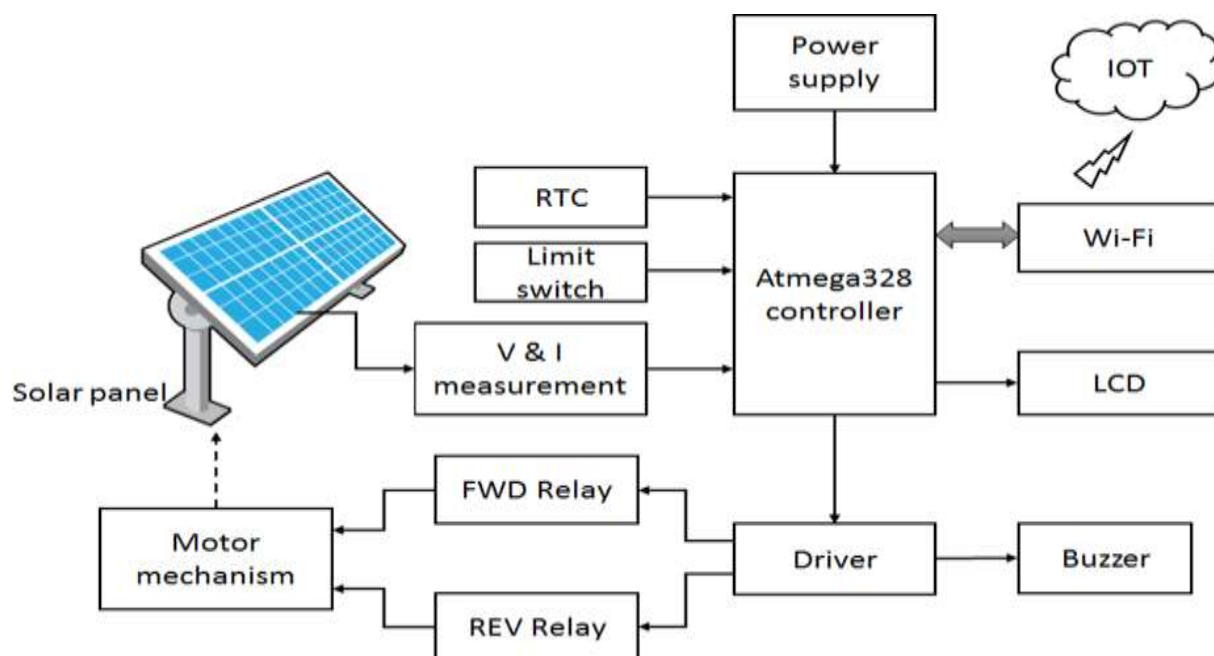 Power
supply
IOT
RTC
Wi-Fi
Limit
switch
Atmega328
controller
V & I
measurement
LCD
Solar panel
FWD Relay
Motor
mechanism
Driver
Buzzer
REV Relay